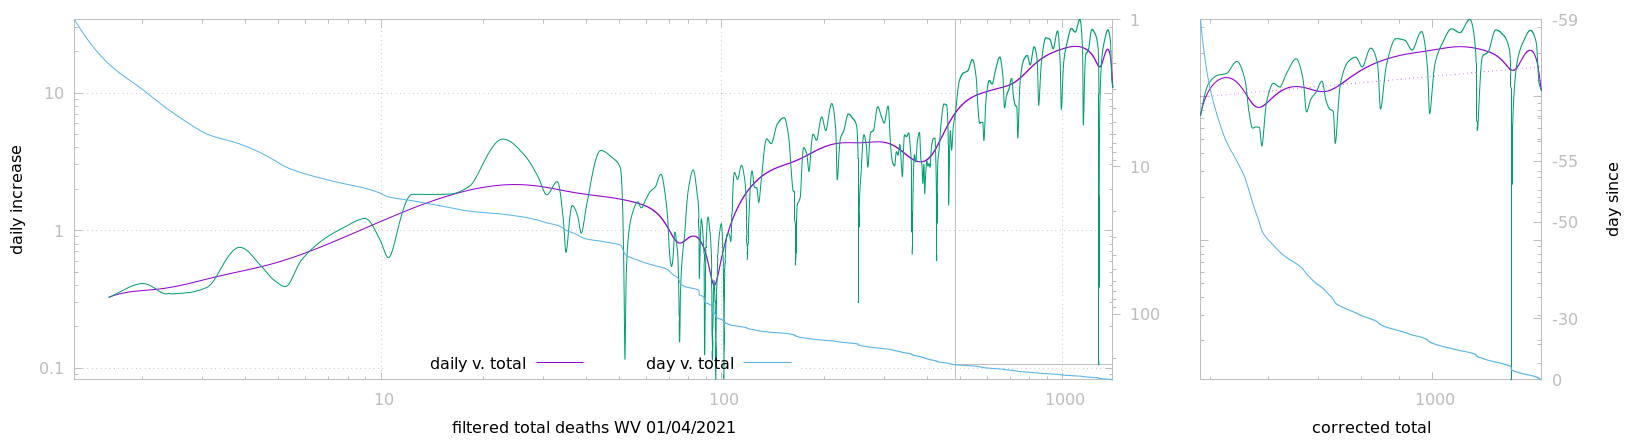 daily increase
10
1
0.1
daily v. total
day v. total
10
100
1000
filtered total deaths WV 01/04/2021
1
10
100
1000
corrected total
-59
-55
-50
-30
0
day since